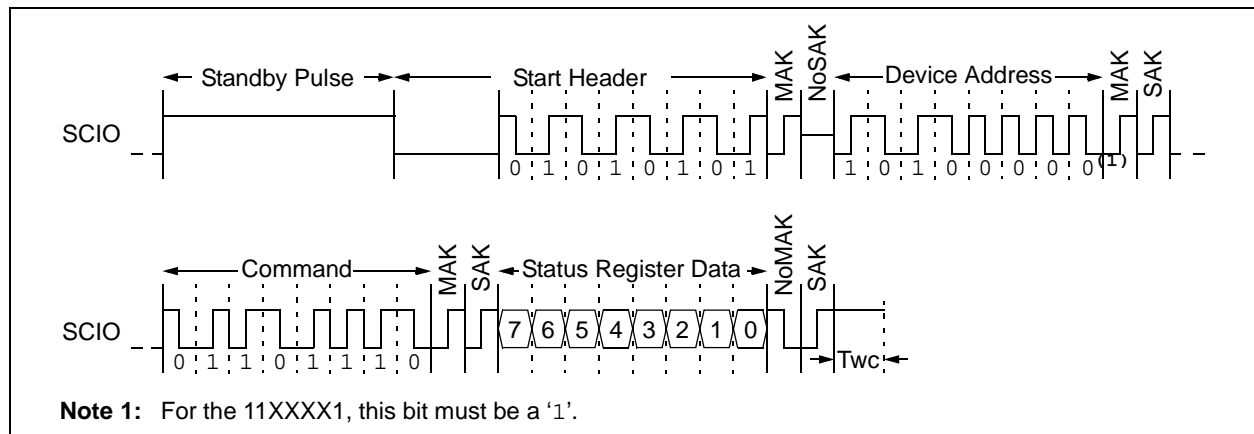 Standby Pulse Start Header MAK NoSAK Device Address MAK SAK
SCIO
0 1 0 1 0 1 0 1 1 0 1 0 0 0 0 0(1)
Command MAK SAK Status Register Data NoMAK SAK
SCIO
7 6 5 4 3 2 1 0
Twc
0 1 1 0 1 1 1 0
Note 1: For the 11XXXX1, this bit must be a ‘1’.